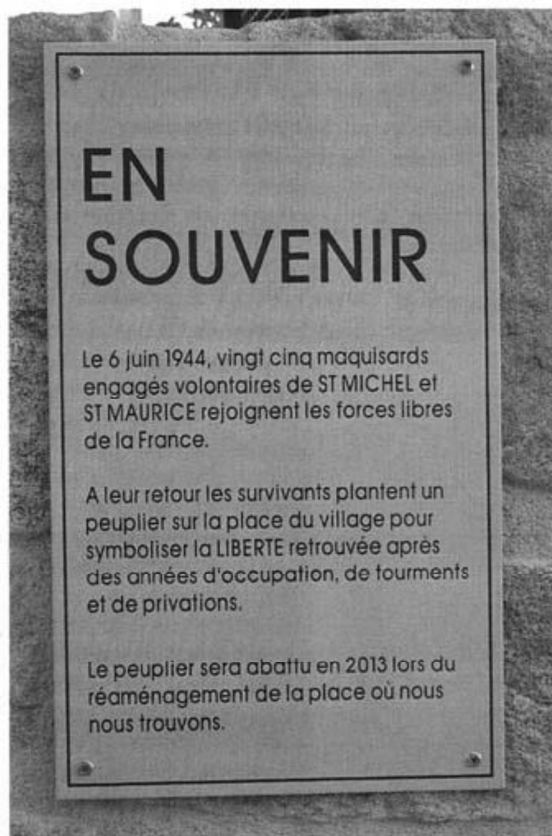 EN
SOUVENIR
Le 6 juin 1944, vingt cinq maquisards
engagés volontaires de ST MICHEL et
ST MAURICE rejoignent les forces libres
de la France.
A leur retour les survivants plantent un
peuplier sur la place du village pour
symboliser la LIBERTE retrouvée après
des années d'occupation, de tourments
et de privations.
Le peuplier sera abattu en 2013 lors du
réaménagement de la place où nous
nous trouvons.